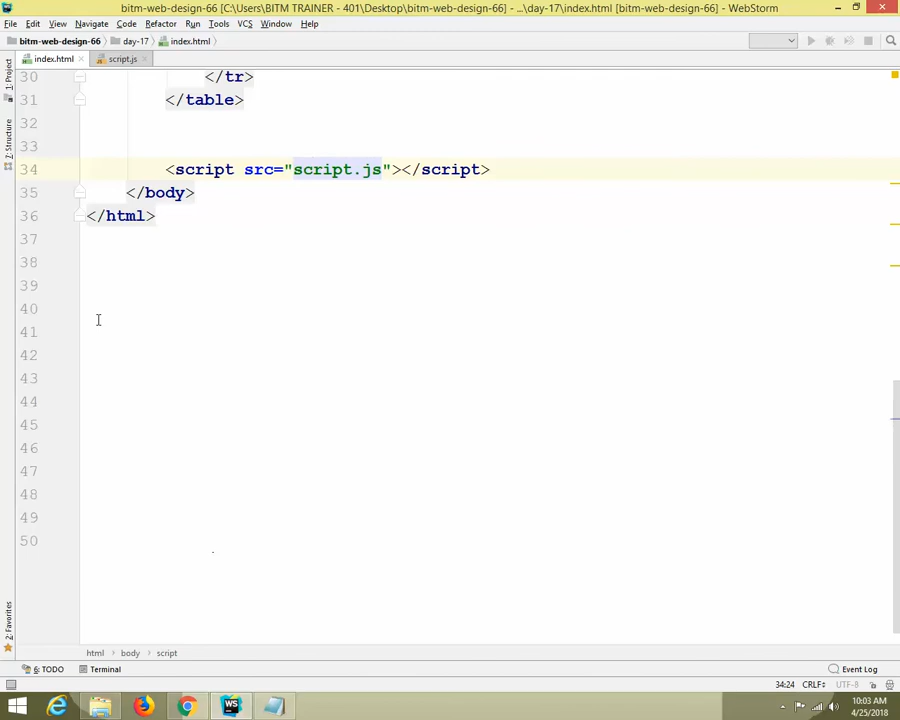 bitm-web-design-66 [C:\Users\BITM TRAINER - 401\Desktop\bitm-web-design-66] - ...\day-17\index.html [bitm-web-design-66] - WebStorm
File Edit View Navigate Code Refactor Run Tools VCS Window Help
bitm-web-design-66 day-17 index.html
index.html script.js
1: Project
7: Structure
2: Favorites
30 </tr>
31 </table>
32
33
34 <script src="script.js"></script>
35 </body>
36 </html>
37
38
39
40
41
42
43
44
45
46
47
48
49
50
html body script
6: TODO Terminal Event Log
34:24 CRLF UTF-8
WS
10:03 AM
4/25/2018